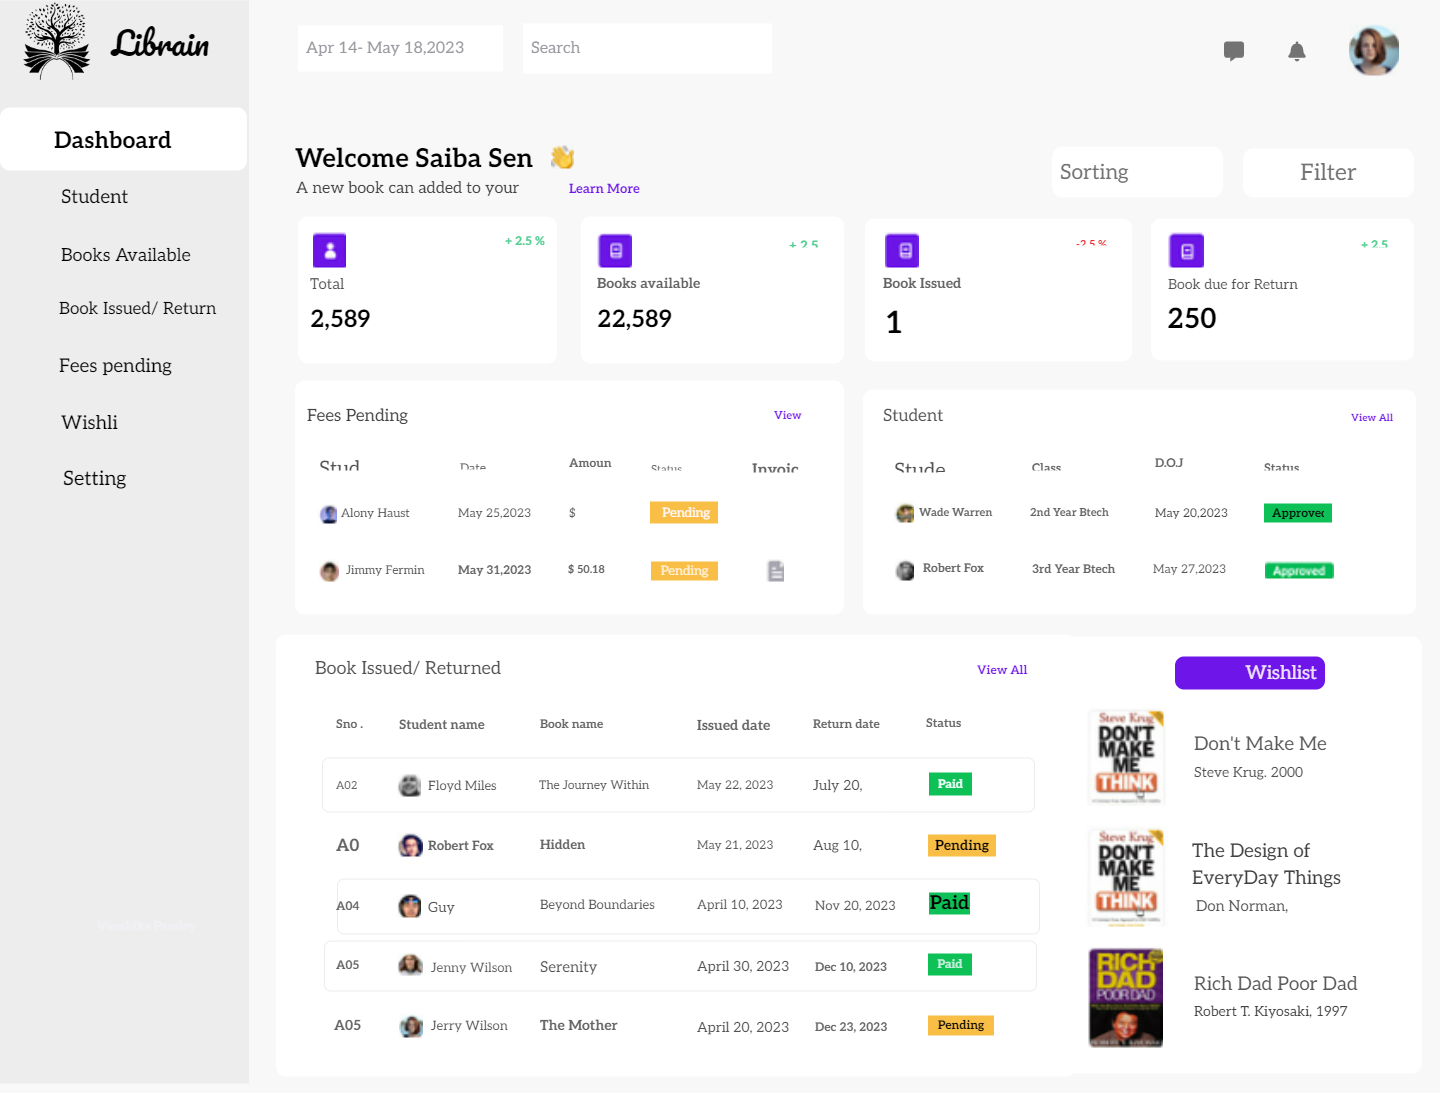 Librain
Apr 14- May 18,2023
Search
Dashboard
Student
Books Available
Book Issued/ Return
Fees pending
Wishli
Setting
Welcome Saiba Sen
A new book can added to your
Learn More
Sorting
Filter
+ 2.5 %
Total
2,589
+ 2.5
Books available
22,589
-2.5 %
Book Issued
1
+ 2.5
Book due for Return
250
Fees Pending
View
Stud
Date
Amoun
Status
Invoic
Alony Haust
May 25,2023
$
Pending
Jimmy Fermin
May 31,2023
$ 50.18
Pending
Student
View All
Stude
Class
D.O.J
Status
Wade Warren
2nd Year Btech
May 20,2023
Approved
Robert Fox
3rd Year Btech
May 27,2023
Approved
Book Issued/ Returned
View All
Sno .
Student name
Book name
Issued date
Return date
Status
A02
Floyd Miles
The Journey Within
May 22, 2023
July 20,
Paid
A0
Robert Fox
Hidden
May 21, 2023
Aug 10,
Pending
A04
Guy
Beyond Boundaries
April 10, 2023
Nov 20, 2023
Paid
A05
Jenny Wilson
Serenity
April 30, 2023
Dec 10, 2023
Paid
A05
Jerry Wilson
The Mother
April 20, 2023
Dec 23, 2023
Pending
Wishlist
Steve Krug
DON'T
MAKE
ME
THINK
Don't Make Me
Steve Krug. 2000
Steve Krug
DON'T
MAKE
ME
THINK
The Design of
EveryDay Things
Don Norman,
RICH
DAD
POOR DAD
Rich Dad Poor Dad
Robert T. Kiyosaki, 1997